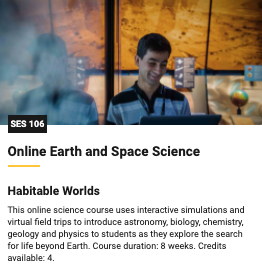 SES 106
Online Earth and Space Science
Habitable Worlds
This online science course uses interactive simulations and
virtual field trips to introduce astronomy, biology, chemistry,
geology and physics to students as they explore the search
for life beyond Earth. Course duration: 8 weeks. Credits
available: 4.